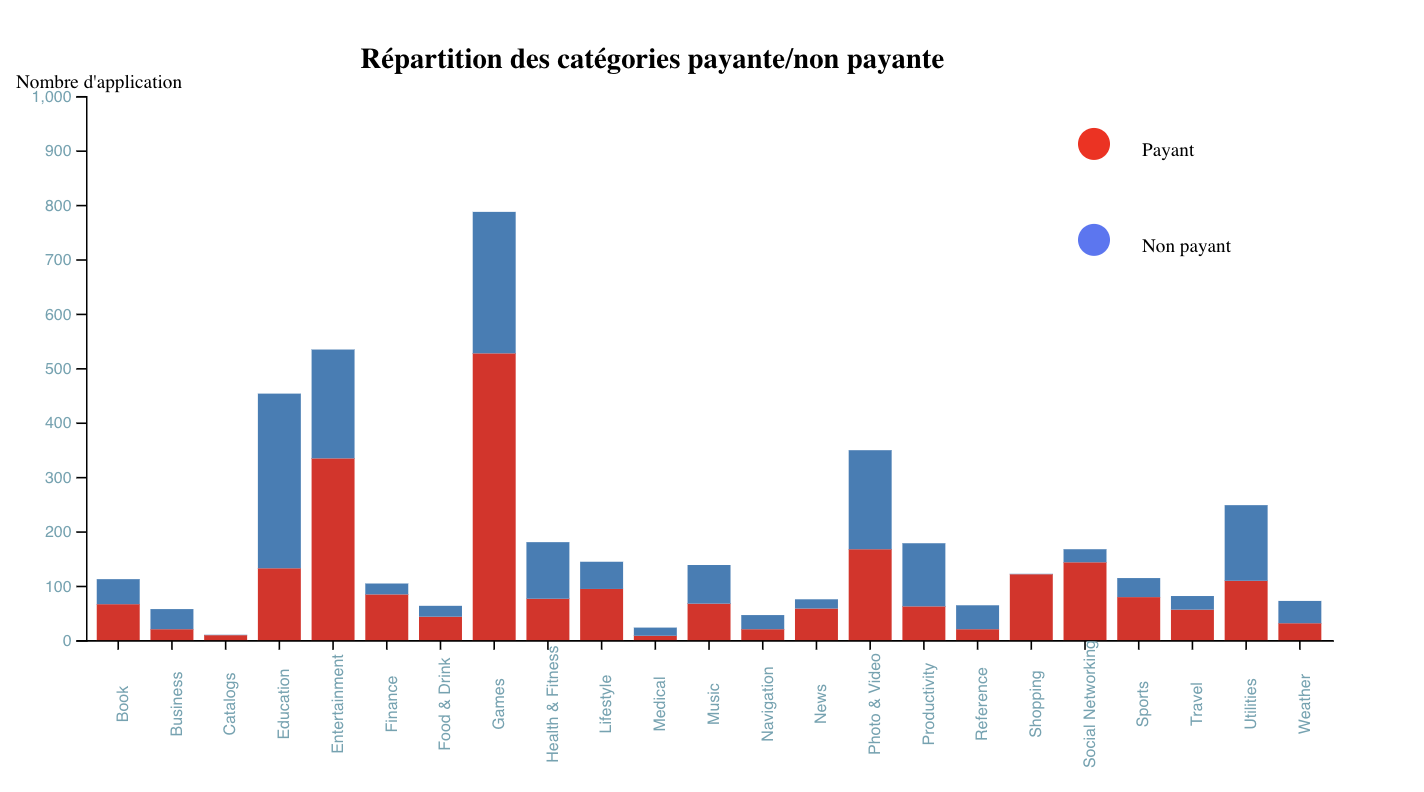 Répartition des catégories payante/non payante
Nombre d'application
1,000
900
800
700
600
500
400
300
200
100
0
Payant
Non payant
Book
Business
Catalogs
Education
Entertainment
Finance
Food & Drink
Games
Health & Fitness
Lifestyle
Medical
Music
Navigation
News
Photo & Video
Productivity
Reference
Shopping
Social Networking
Sports
Travel
Utilities
Weather